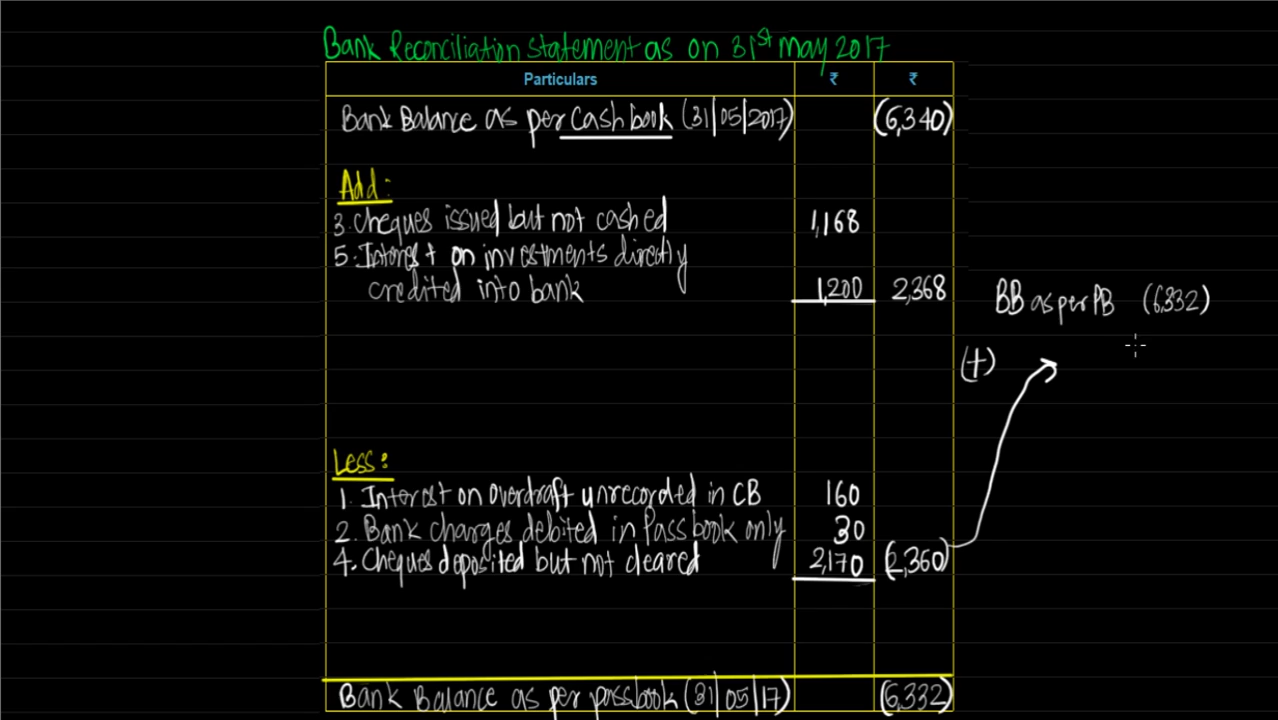 Bank Reconciliation Statement as on 31st May 2017
Particulars ₹ ₹
Bank Balance as per Cash book (31/05/2017) (6,340)
Add:
3. Cheques issued but not cashed 1,168
5. Interest on investments directly
credited into bank 1,200 2,368
BB as per PB (6,332)
(+)
Less:
1. Interest on overdraft unrecorded in CB 160
2. Bank charges debited in Passbook only 30
4. Cheques deposited but not cleared 2,170 (2,360)
Bank Balance as per passbook (31/05/17) (6,332)